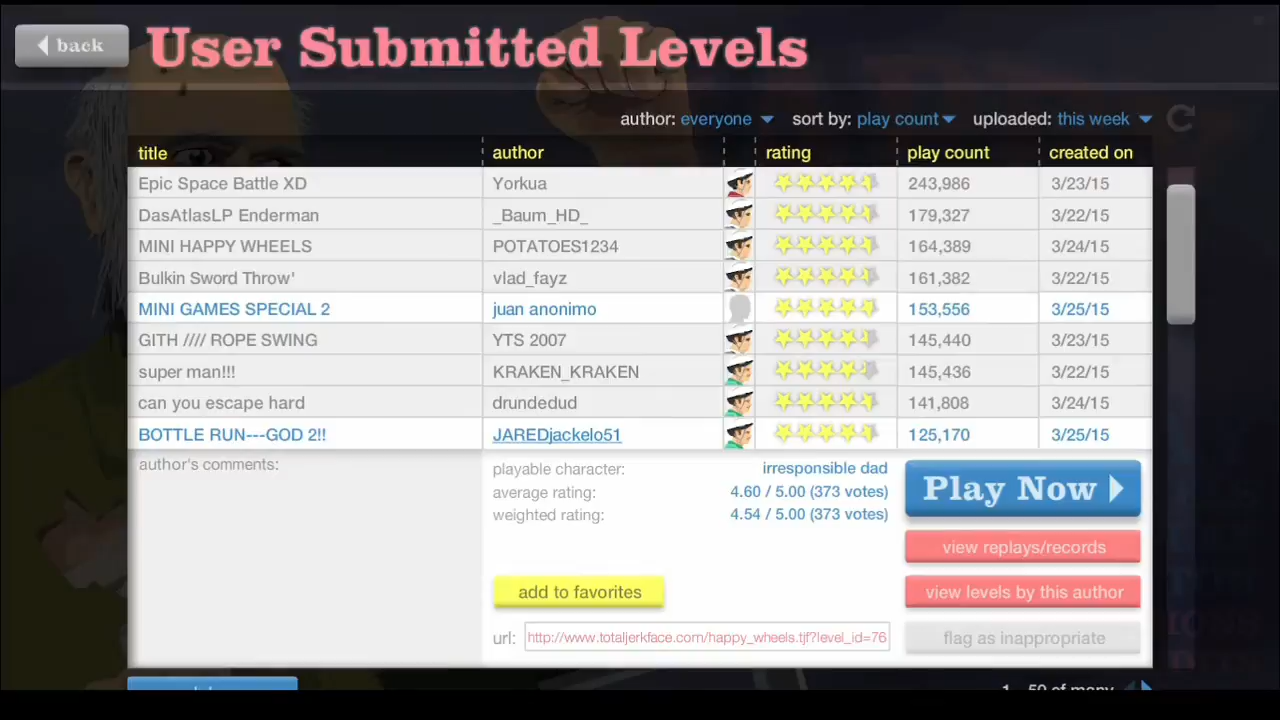 back
User Submitted Levels
author: everyone sort by: play count uploaded: this week
title author rating play count created on
Epic Space Battle XD Yorkua 243,986 3/23/15
DasAtlasLP Enderman _Baum_HD_ 179,327 3/22/15
MINI HAPPY WHEELS POTATOES1234 164,389 3/24/15
Bulkin Sword Throw' vlad_fayz 161,382 3/22/15
MINI GAMES SPECIAL 2 juan anonimo 153,556 3/25/15
GITH //// ROPE SWING YTS 2007 145,440 3/23/15
super man!!! KRAKEN_KRAKEN 145,436 3/22/15
can you escape hard drundedud 141,808 3/24/15
BOTTLE RUN---GOD 2!! JAREDjackelo51 125,170 3/25/15
author's comments: playable character: irresponsible dad
average rating: 4.60 / 5.00 (373 votes)
weighted rating: 4.54 / 5.00 (373 votes)
Play Now
view replays/records
add to favorites view levels by this author
url: http://www.totaljerkface.com/happy_wheels.tjf?level_id=76 flag as inappropriate
1 - 50 of many